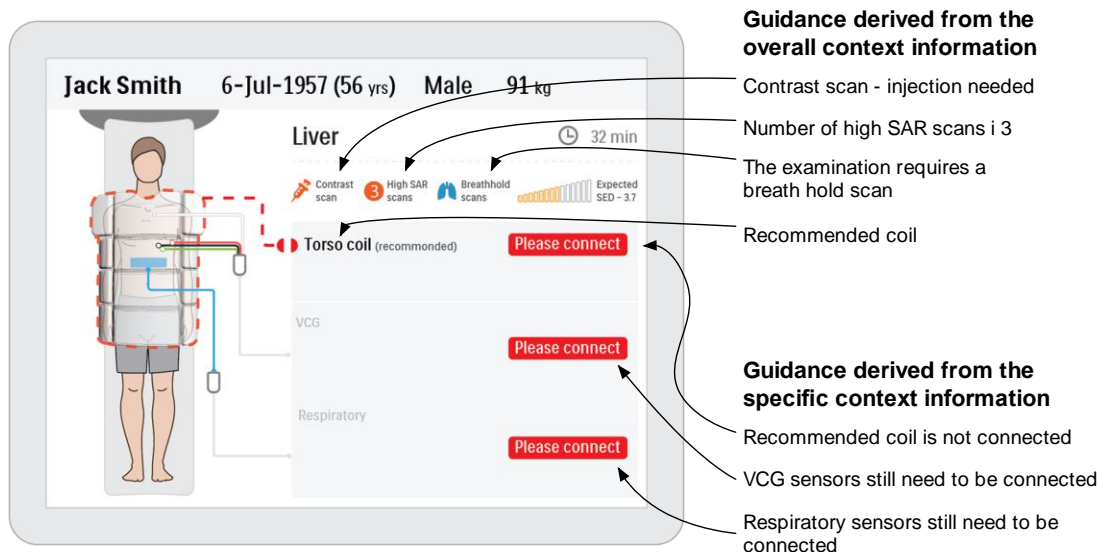 Jack Smith 6-Jul-1957 (56 yrs) Male 91 kg
Liver 32 min
Contrast
scan
3 High SAR
scans
Breathhold
scans
Expected
SED - 3.7
Torso coil (recommonded) Please connect
VCG
Please connect
Respiratory
Please connect
Guidance derived from the
overall context information
Contrast scan - injection needed
Number of high SAR scans i 3
The examination requires a
breath hold scan
Recommended coil
Guidance derived from the
specific context information
Recommended coil is not connected
VCG sensors still need to be connected
Respiratory sensors still need to be
connected